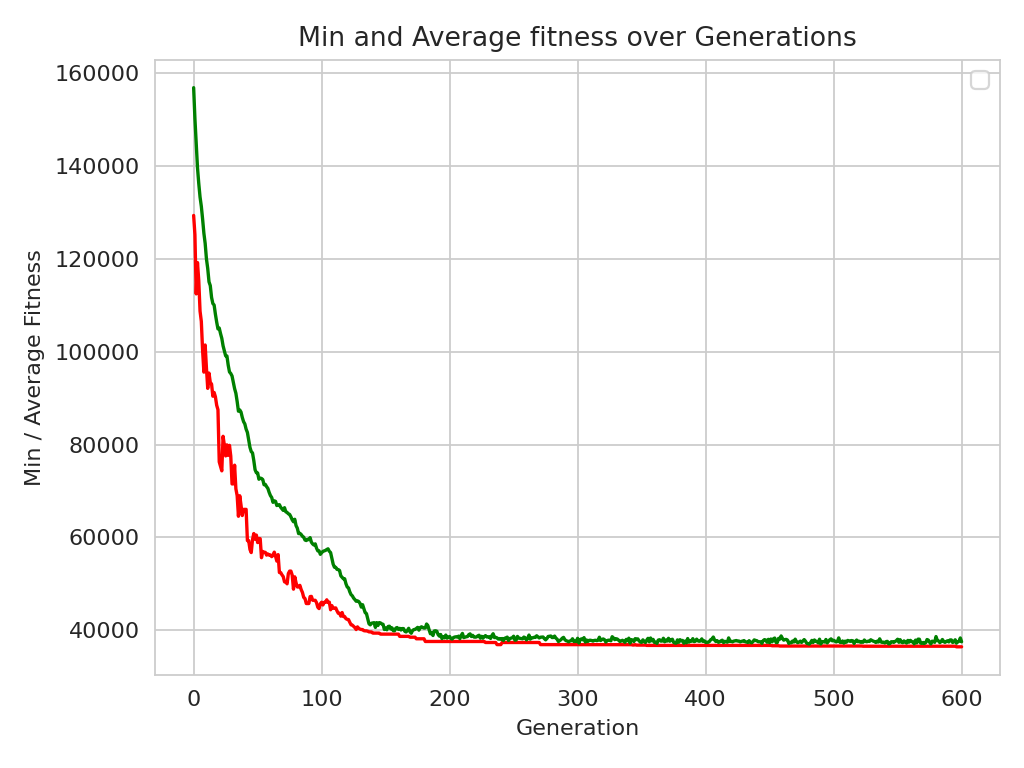 Min and Average fitness over Generations
160000
140000
120000
100000
80000
60000
40000
Min / Average Fitness
0 100 200 300 400 500 600
Generation